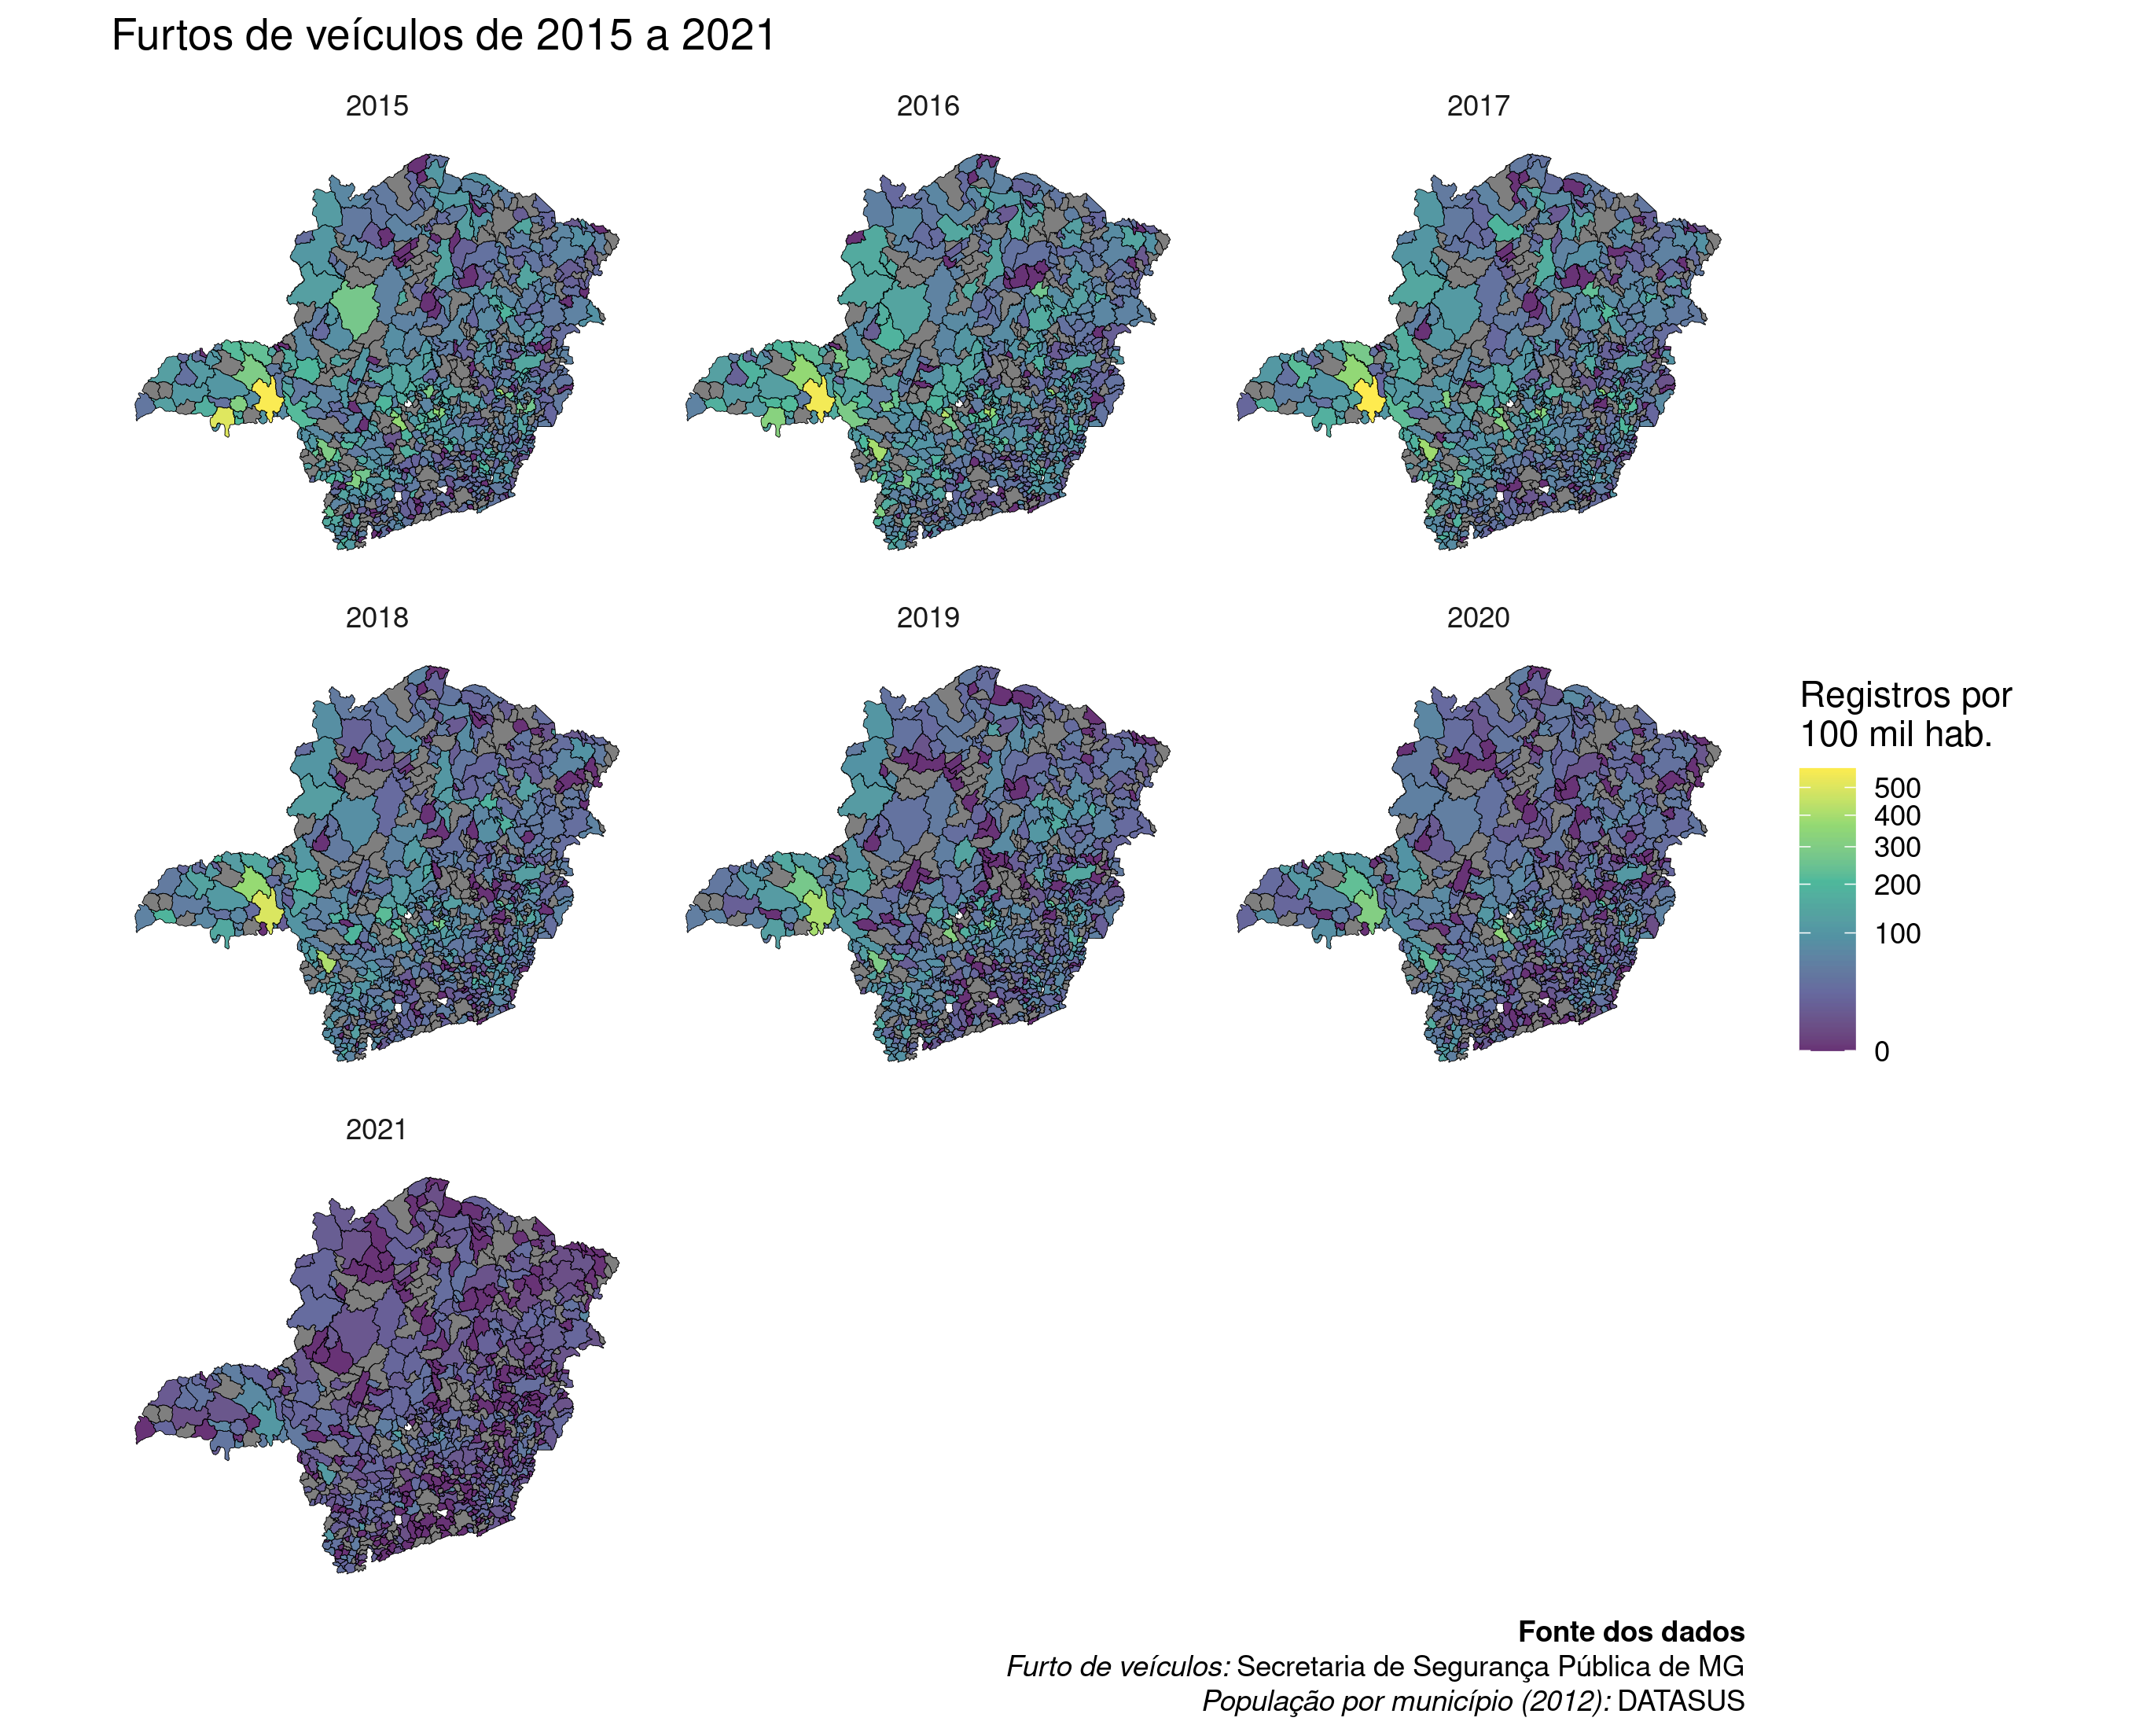 Furtos de veículos de 2015 a 2021
2015
2016
2017
2018
2019
2020
Registros por
100 mil hab.
500
400
300
200
100
0
2021
Fonte dos dados
Furto de veículos: Secretaria de Segurança Pública de MG
População por município (2012): DATASUS